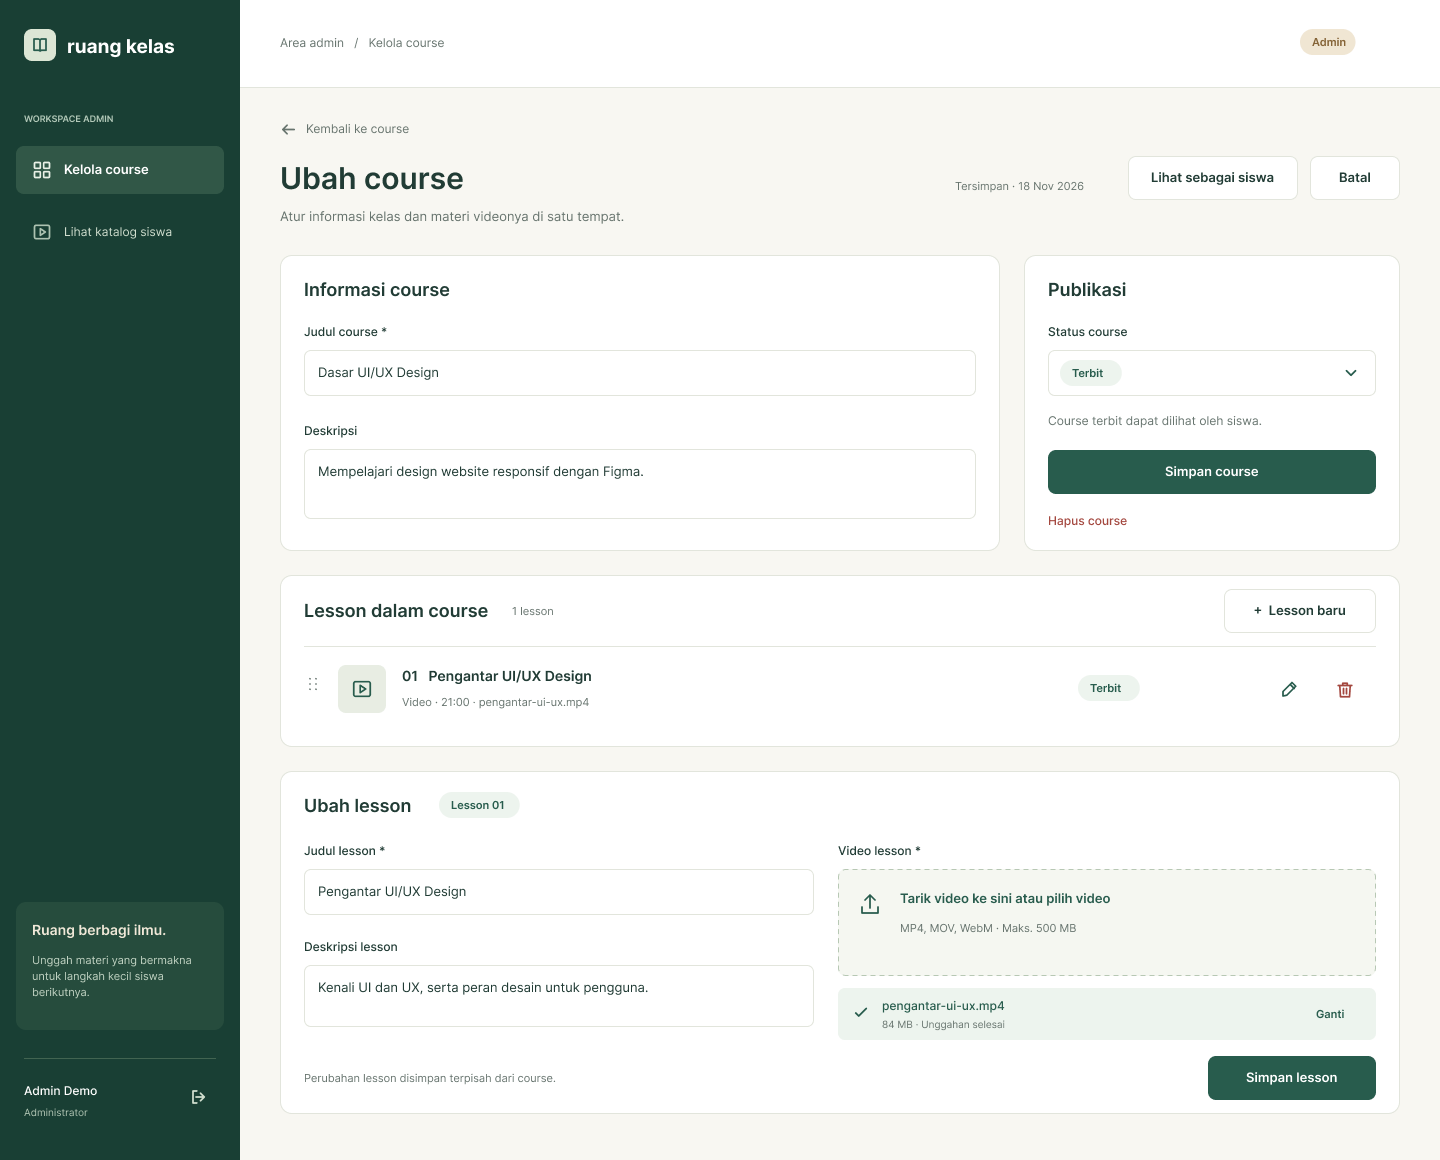 ruang kelas
WORKSPACE ADMIN
Kelola course
Lihat katalog siswa
Ruang berbagi ilmu.
Unggah materi yang bermakna
untuk langkah kecil siswa
berikutnya.
Admin Demo
Administrator
Area admin / Kelola course
Admin
Kembali ke course
Ubah course
Atur informasi kelas dan materi videonya di satu tempat.
Tersimpan · 18 Nov 2026
Lihat sebagai siswa
Batal
Informasi course
Judul course *
Dasar UI/UX Design
Deskripsi
Mempelajari design website responsif dengan Figma.
Publikasi
Status course
Terbit
Course terbit dapat dilihat oleh siswa.
Simpan course
Hapus course
Lesson dalam course 1 lesson
+ Lesson baru
01 Pengantar UI/UX Design
Video · 21:00 · pengantar-ui-ux.mp4
Terbit
Ubah lesson
Lesson 01
Judul lesson *
Pengantar UI/UX Design
Deskripsi lesson
Kenali UI dan UX, serta peran desain untuk pengguna.
Video lesson *
Tarik video ke sini atau pilih video
MP4, MOV, WebM · Maks. 500 MB
pengantar-ui-ux.mp4
84 MB · Unggahan selesai
Ganti
Perubahan lesson disimpan terpisah dari course.
Simpan lesson